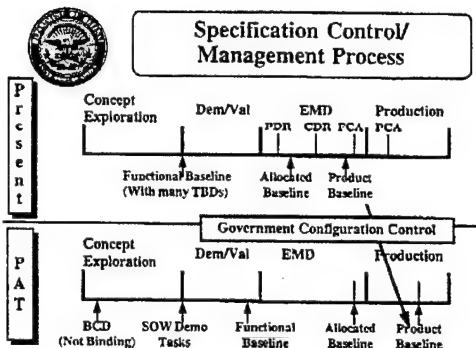 Specification Control/
Management Process
Present
Concept
Exploration
Dem/Val
EMD
Production
PDR CDR FCA PCA
Functional Baseline
(With many TBDs)
Allocated
Baseline
Product
Baseline
Government Configuration Control
PAT
Concept
Exploration
Dem/Val
EMD
Production
BCD
(Not Binding)
SOW Demo
Tasks
Functional
Baseline
Allocated
Baseline
Product
Baseline